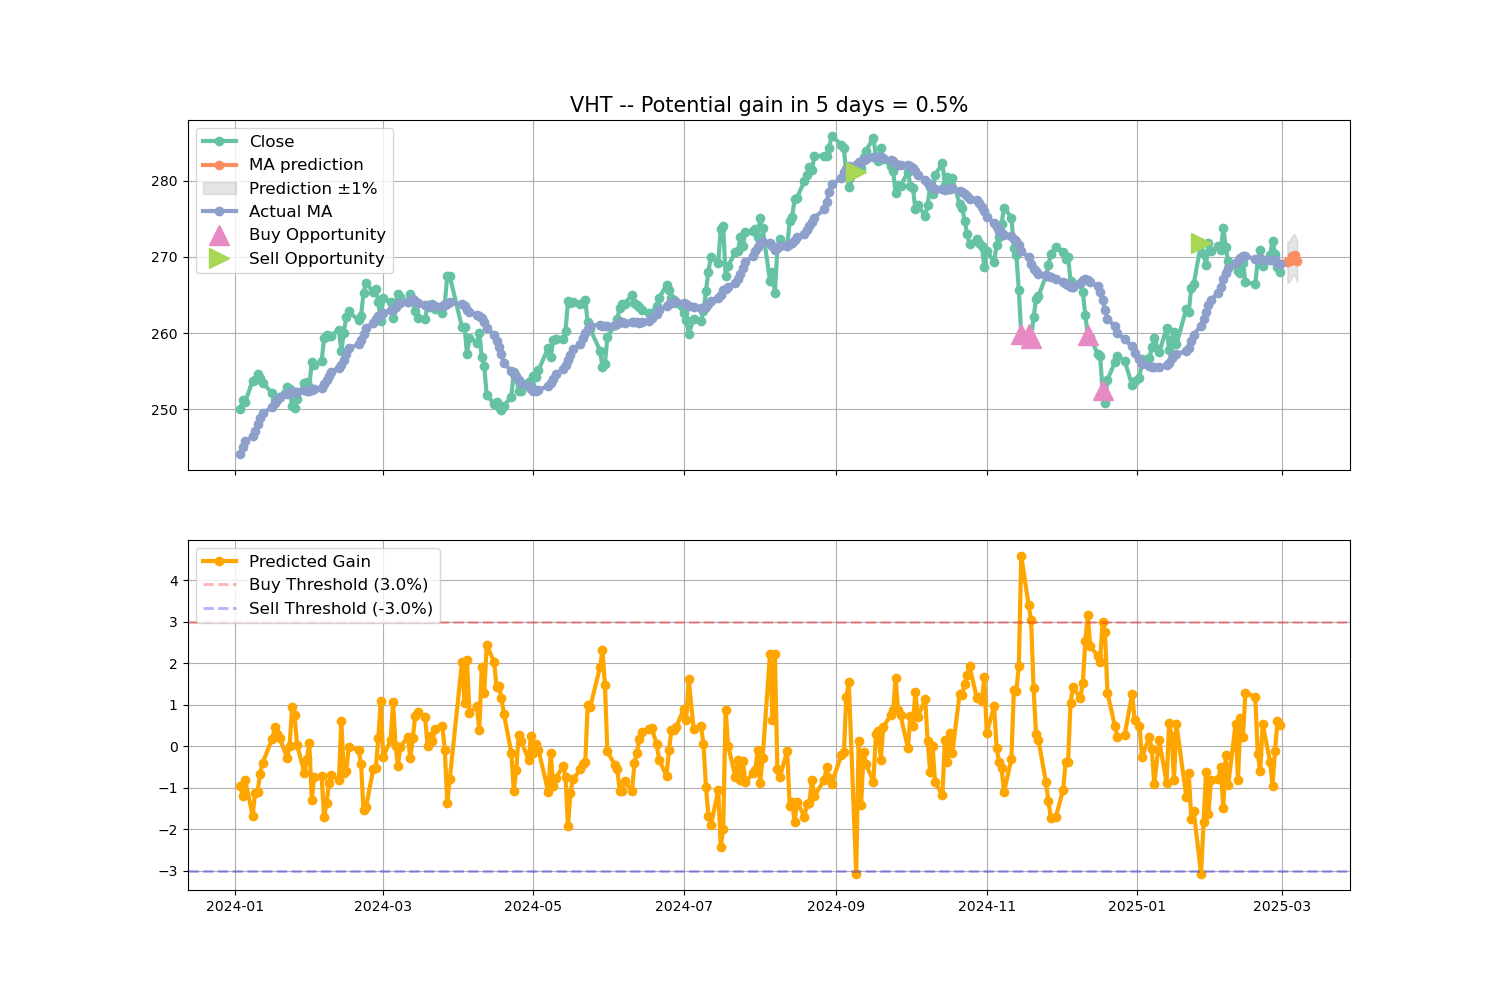 VHT -- Potential gain in 5 days = 0.5%
Close
MA prediction
Prediction ±1%
Actual MA
Buy Opportunity
Sell Opportunity
280
270
260
250
Predicted Gain
Buy Threshold (3.0%)
Sell Threshold (-3.0%)
4
3
2
1
0
−1
−2
−3
2024-01 2024-03 2024-05 2024-07 2024-09 2024-11 2025-01 2025-03